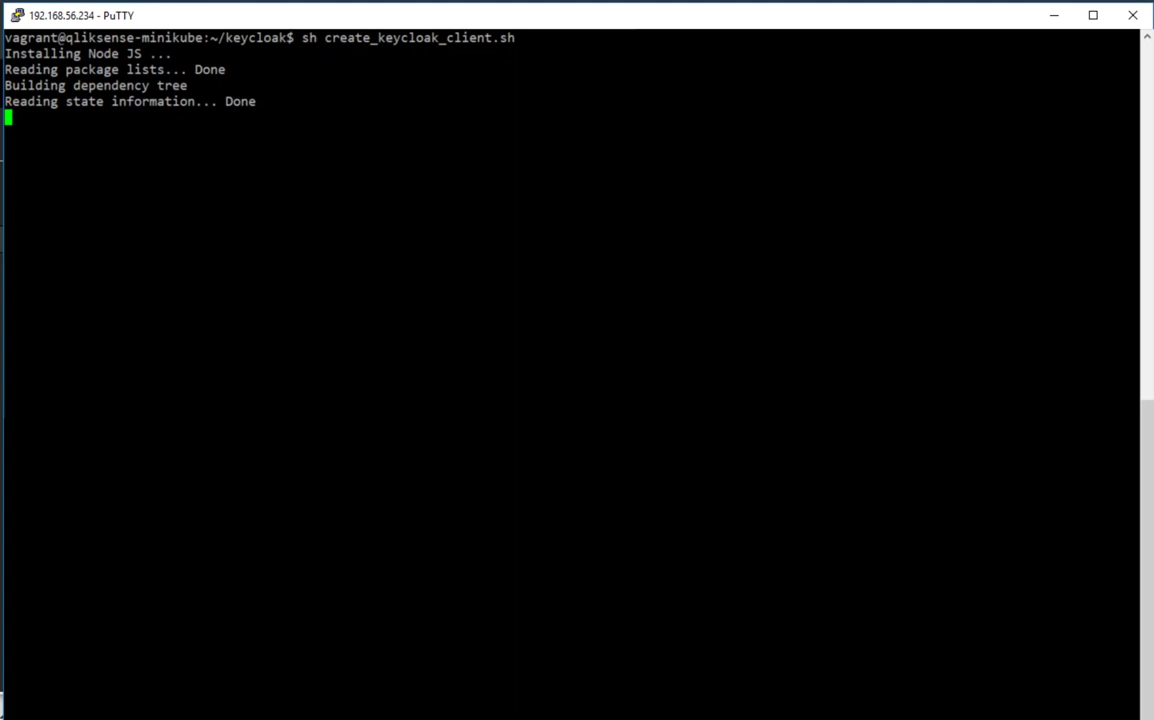 192.168.56.234 - PuTTY
vagrant@qliksense-minikube:~/keycloak$ sh create_keycloak_client.sh
Installing Node JS ...
Reading package lists... Done
Building dependency tree
Reading state information... Done